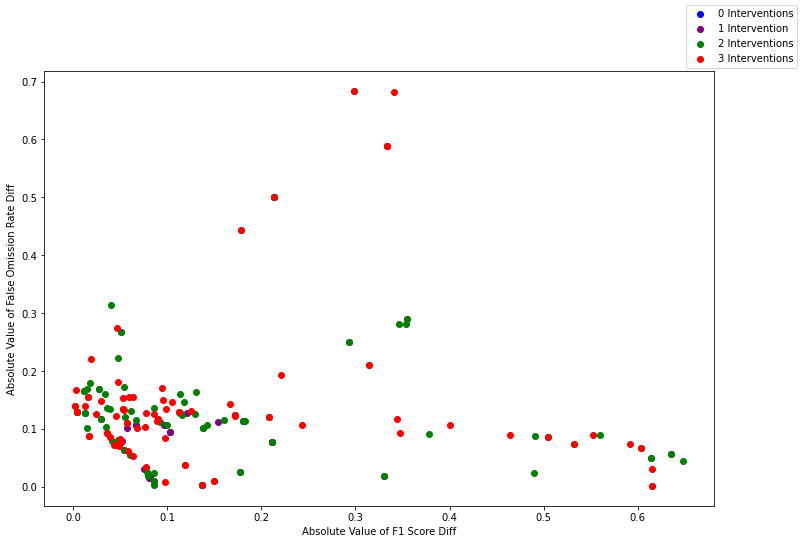 0 Interventions
1 Intervention
2 Interventions
3 Interventions
0.7
0.6
0.5
0.4
0.3
0.2
0.1
0.0
Absolute Value of False Omission Rate Diff
0.0 0.1 0.2 0.3 0.4 0.5 0.6
Absolute Value of F1 Score Diff